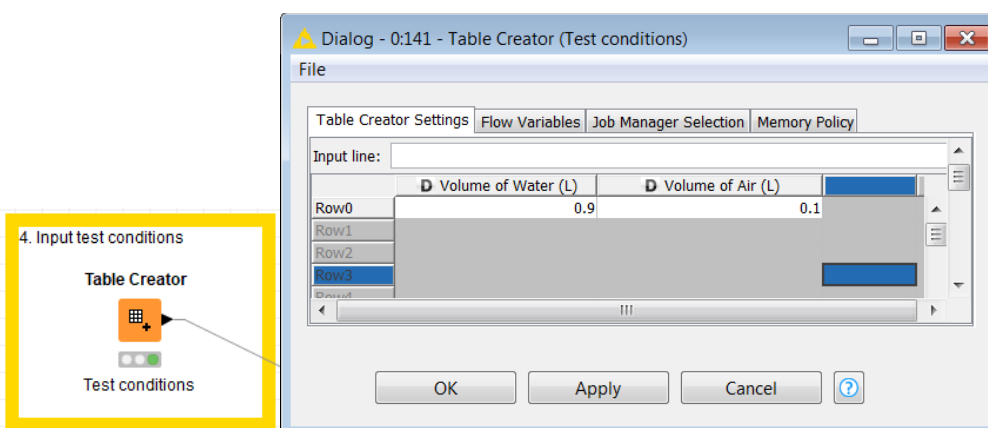 Dialog - 0:141 - Table Creator (Test conditions)
File
Table Creator Settings Flow Variables Job Manager Selection Memory Policy
Input line:
D Volume of Water (L) D Volume of Air (L)
Row0 0.9 0.1
Row1
Row2
Row3
Row4
OK Apply Cancel ?
4. Input test conditions
Table Creator
Test conditions